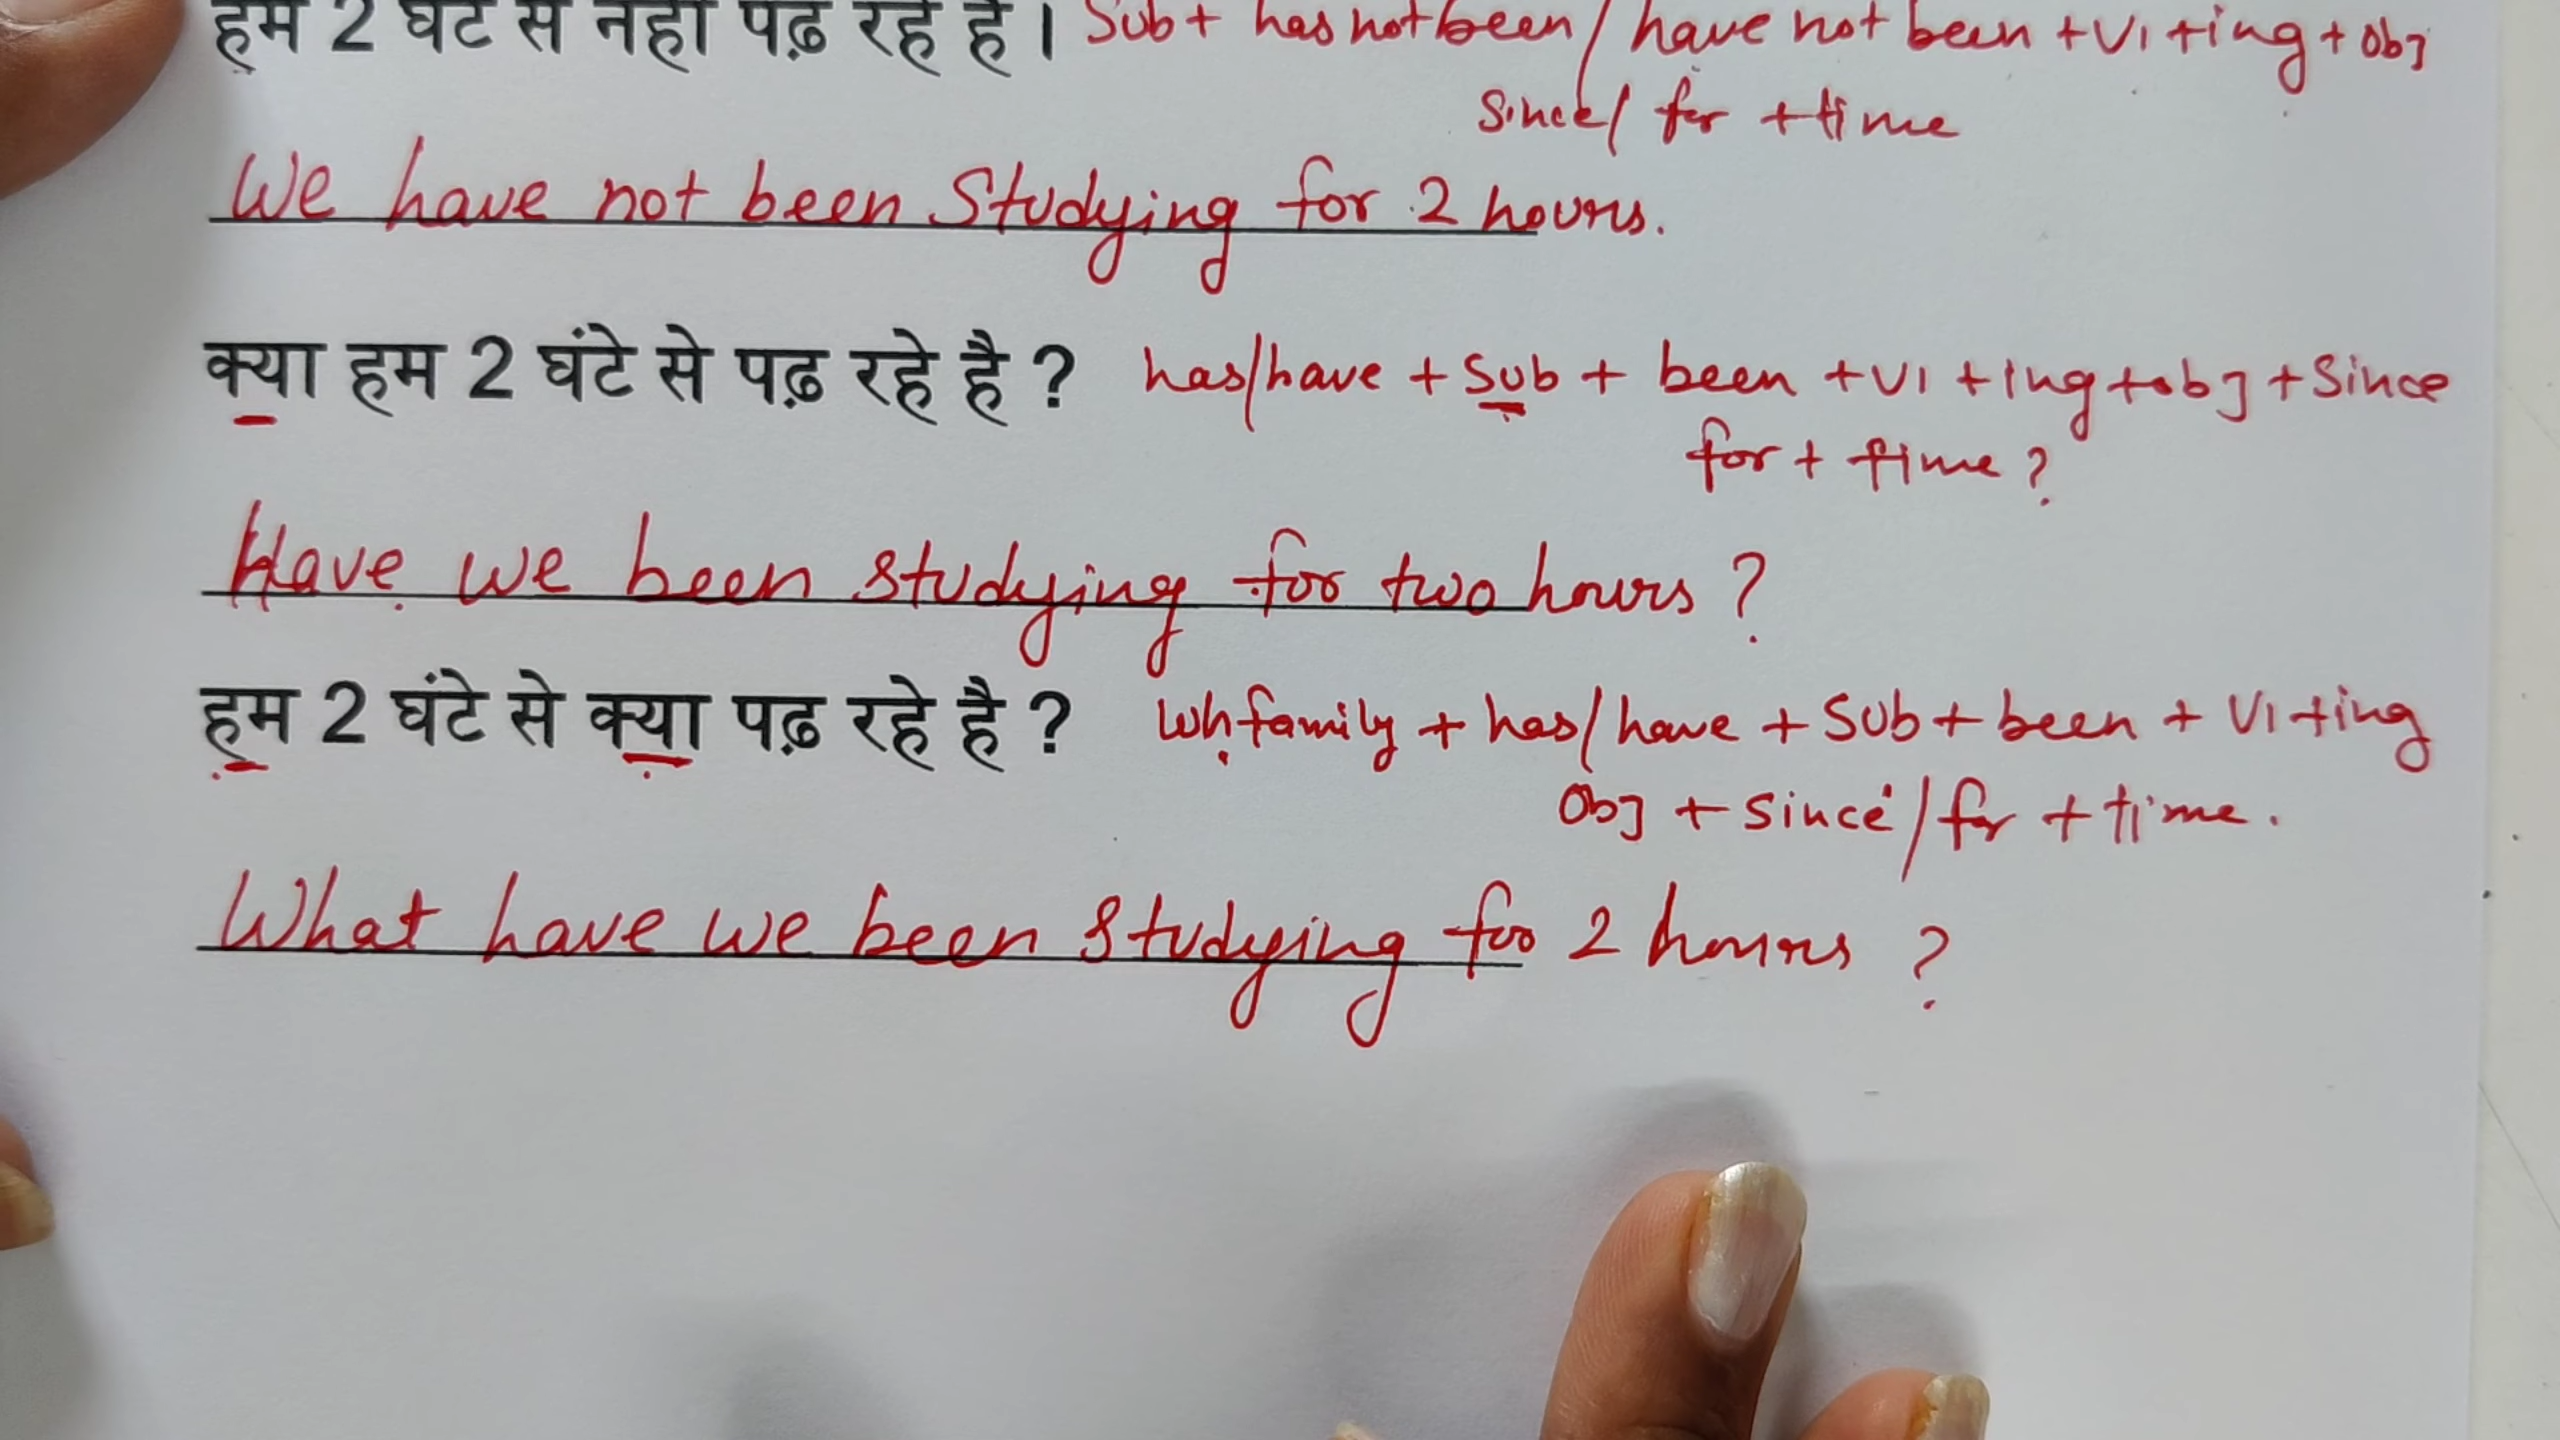 हम 2 घंटे से नहीं पढ़ रहे है। Sub + has not been / have not been + V1 + ing + obj
Since / for + time
We have not been Studying for 2 hours.
क्या हम 2 घंटे से पढ़ रहे है ? has/have + Sub + been + V1 + ing + obj + Since
for + time ?
Have we been studying for two hours ?
हम 2 घंटे से क्या पढ़ रहे है ? Wh.family + has/have + Sub + been + V1 + ing
Obj + Since / for + time.
What have we been Studying for 2 hours ?